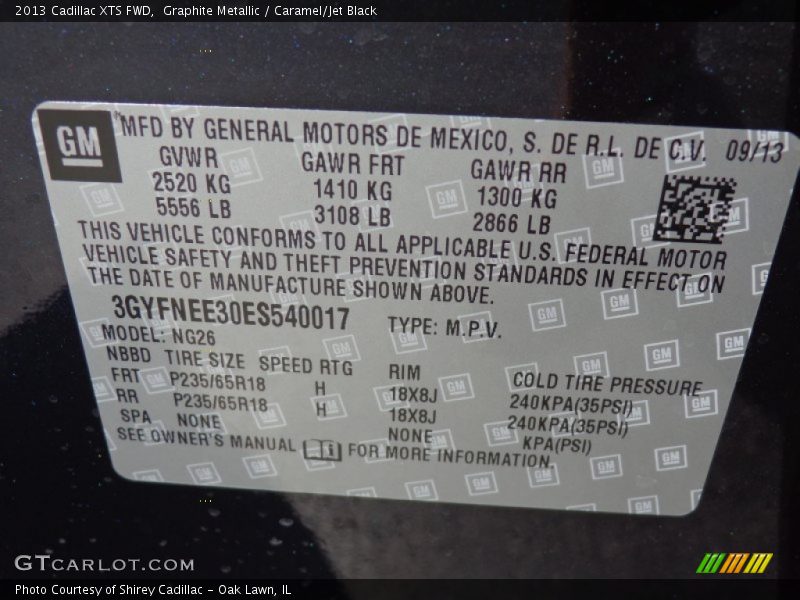 2013 Cadillac XTS FWD, Graphite Metallic / Caramel/Jet Black
GM
MFD BY GENERAL MOTORS DE MEXICO, S. DE R.L. DE C.V. 09/13
GVWR GAWR FRT GAWR RR
2520 KG 1410 KG 1300 KG
5556 LB 3108 LB 2866 LB
THIS VEHICLE CONFORMS TO ALL APPLICABLE U.S. FEDERAL MOTOR
VEHICLE SAFETY AND THEFT PREVENTION STANDARDS IN EFFECT ON
THE DATE OF MANUFACTURE SHOWN ABOVE.
3GYFNEE30ES540017 TYPE: M.P.V.
MODEL: NG26
NBBD TIRE SIZE SPEED RTG RIM COLD TIRE PRESSURE
FRT P235/65R18 H 18X8J 240KPA(35PSI)
RR P235/65R18 H 18X8J 240KPA(35PSI)
SPA NONE NONE KPA(PSI)
SEE OWNER'S MANUAL FOR MORE INFORMATION.
GTCARLOT.COM
Photo Courtesy of Shirey Cadillac - Oak Lawn, IL